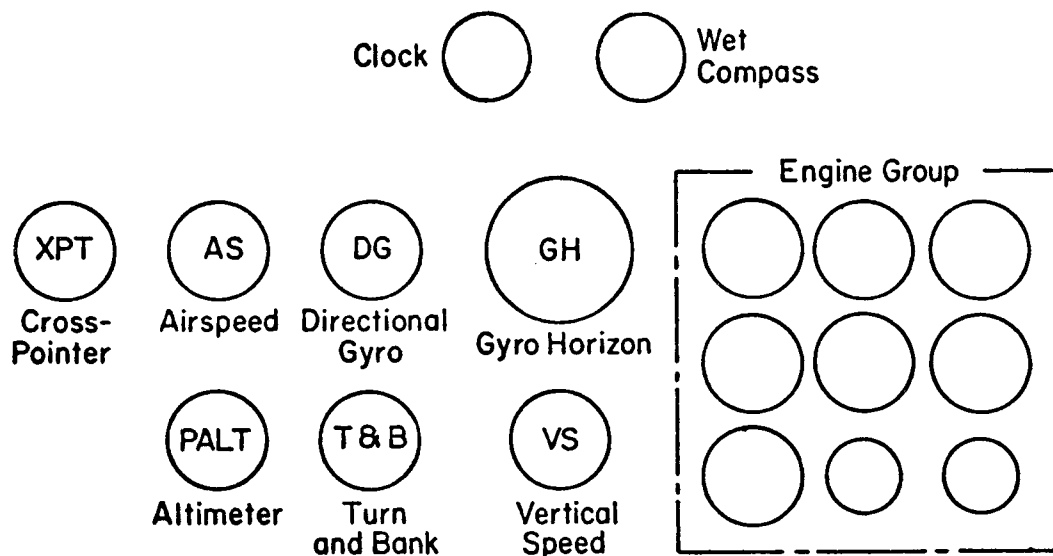 Clock
Wet
Compass
Engine Group
XPT
AS
DG
GH
Cross-
Pointer
Airspeed
Directional
Gyro
Gyro Horizon
PALT
T & B
VS
Altimeter
Turn
and Bank
Vertical
Speed